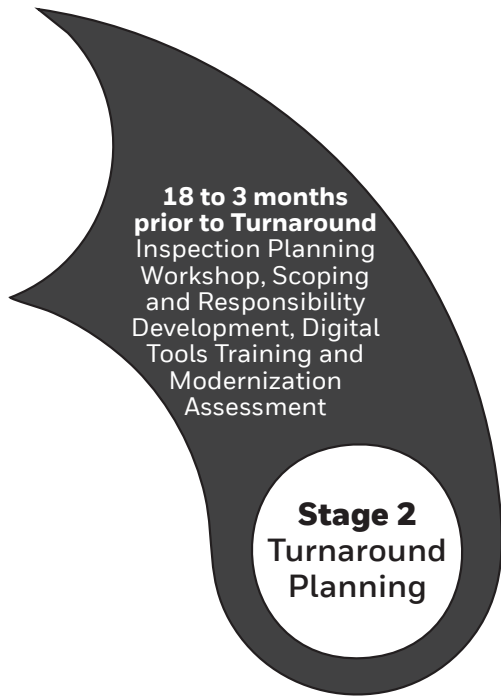 18 to 3 months
prior to Turnaround
Inspection Planning
Workshop, Scoping
and Responsibility
Development, Digital
Tools Training and
Modernization
Assessment
Stage 2
Turnaround
Planning